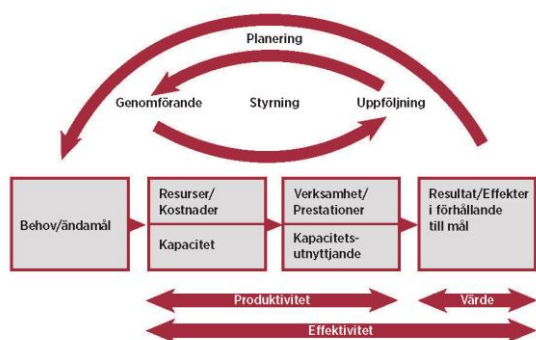 Planering
Genomförande
Styrning
Uppföljning
Behov/ändamål
Resurser/
Kostnader
Kapacitet
Verksamhet/
Prestationer
Kapacitets-
utnyttjande
Resultat/Effekter
i förhållande
till mål
Produktivitet
Värde
Effektivitet